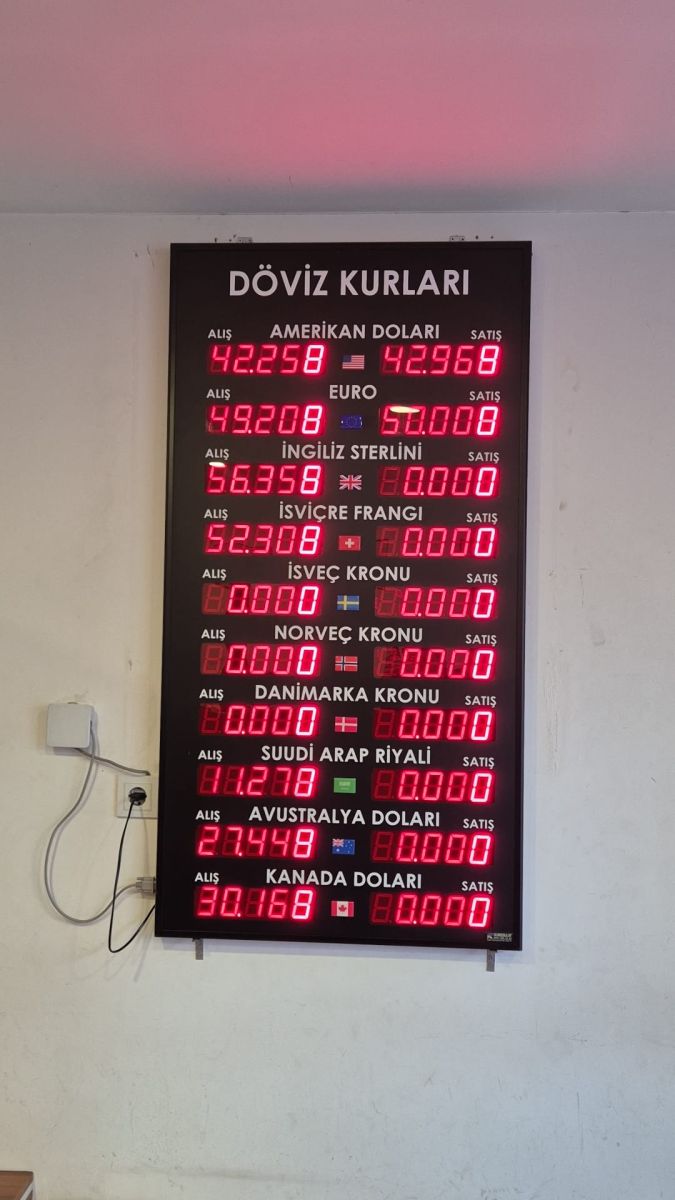 DÖVİZ KURLARI
ALIŞ AMERİKAN DOLARI SATIŞ
42.258 42.968
ALIŞ EURO SATIŞ
49.208 50.008
ALIŞ İNGİLİZ STERLİNİ SATIŞ
56.358 0.000
ALIŞ İSVİÇRE FRANGI SATIŞ
52.308 0.000
ALIŞ İSVEÇ KRONU SATIŞ
0.000 0.000
ALIŞ NORVEÇ KRONU SATIŞ
0.000 0.000
ALIŞ DANİMARKA KRONU SATIŞ
0.000 0.000
ALIŞ SUUDİ ARAP RİYALİ SATIŞ
11.278 0.000
ALIŞ AVUSTRALYA DOLARI SATIŞ
27.448 0.000
ALIŞ KANADA DOLARI SATIŞ
30.168 0.000